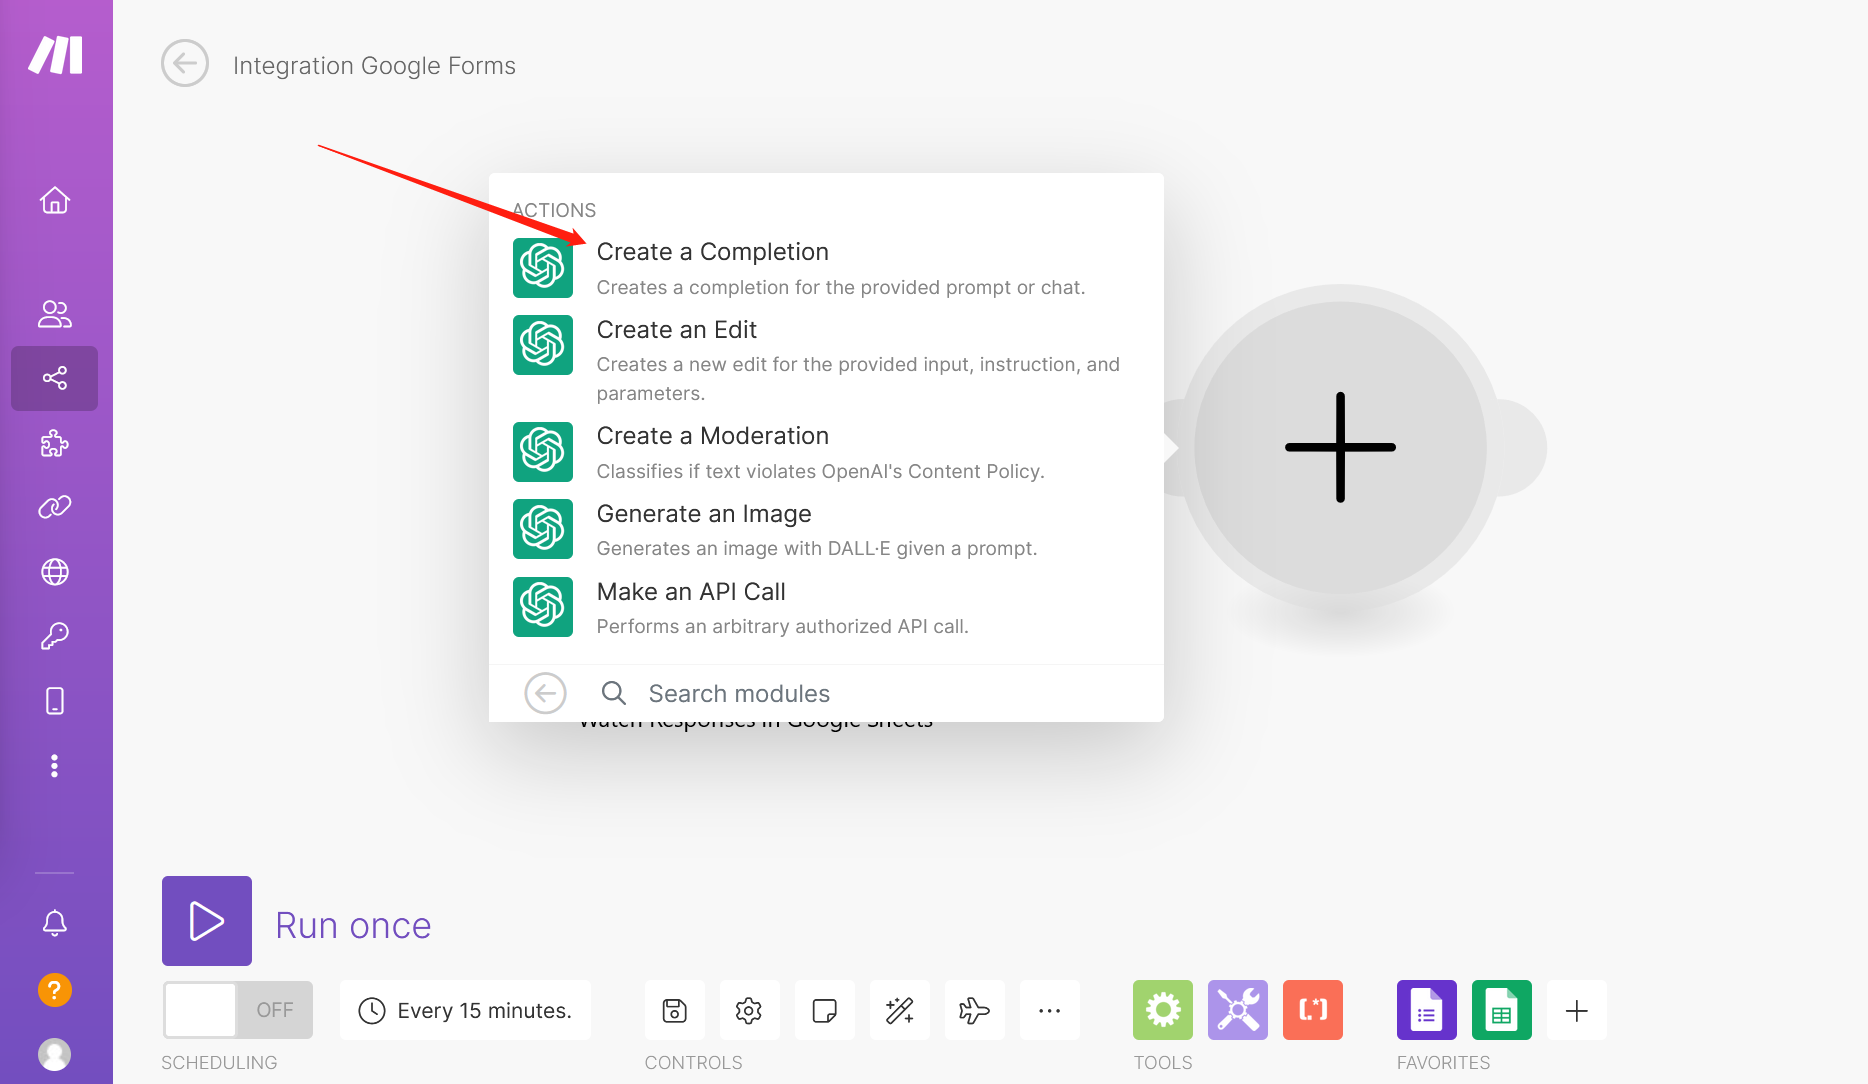 Integration Google Forms
ACTIONS
Create a Completion
Creates a completion for the provided prompt or chat.
Create an Edit
Creates a new edit for the provided input, instruction, and
parameters.
Create a Moderation
Classifies if text violates OpenAI's Content Policy.
Generate an Image
Generates an image with DALL·E given a prompt.
Make an API Call
Performs an arbitrary authorized API call.
Search modules
Watch Responses in Google Sheets
Run once
OFF
Every 15 minutes.
SCHEDULING
CONTROLS
TOOLS
FAVORITES